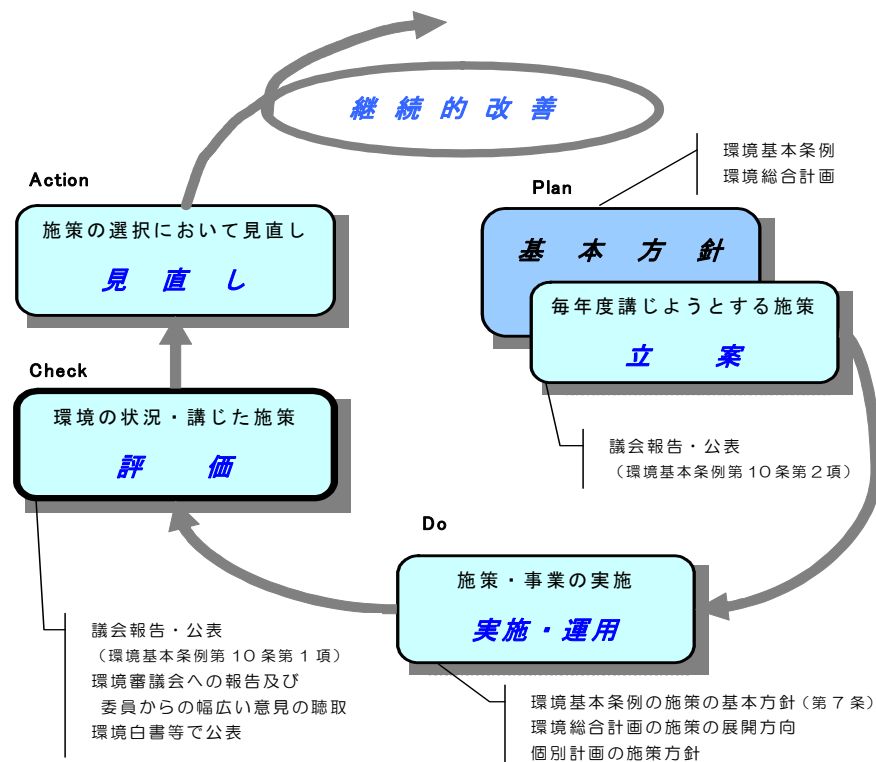 継続的改善
環境基本条例
環境総合計画
Plan
基本方針
毎年度講じようとする施策
立案
議会報告・公表
（環境基本条例第10条第2項）
Do
施策・事業の実施
実施・運用
環境基本条例の施策の基本方針（第7条）
環境総合計画の施策の展開方向
個別計画の施策方針
Check
環境の状況・講じた施策
評価
議会報告・公表
（環境基本条例第10条第1項）
環境審議会への報告及び
委員からの幅広い意見の聴取
環境白書等で公表
Action
施策の選択において見直し
見直し